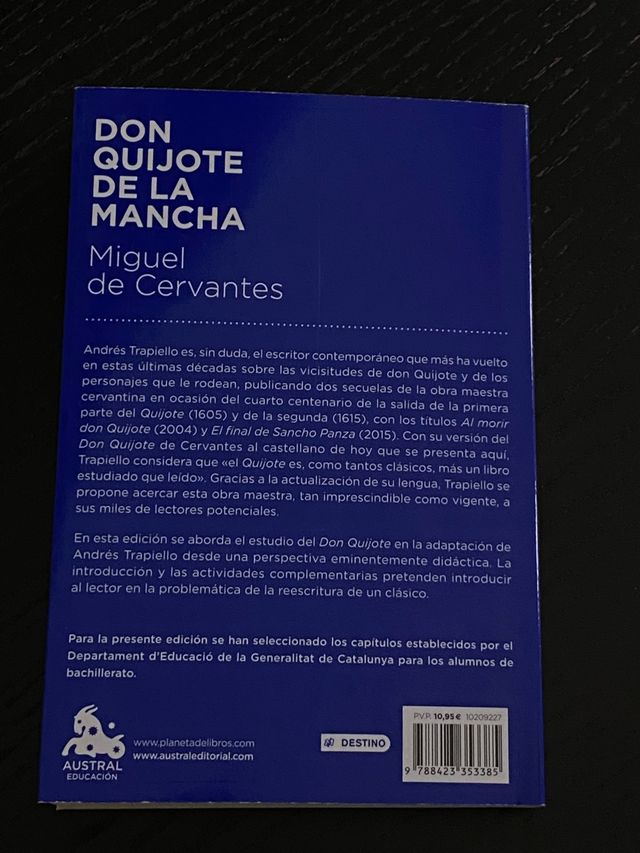 DON
QUIJOTE
DE LA
MANCHA
Miguel
de Cervantes
Andrés Trapiello es, sin duda, el escritor contemporáneo que más ha vuelto
en estas últimas décadas sobre las vicisitudes de don Quijote y de los
personajes que le rodean, publicando dos secuelas de la obra maestra
cervantina en ocasión del cuarto centenario de la salida de la primera
parte del Quijote (1605) y de la segunda (1615), con los títulos Al morir
don Quijote (2004) y El final de Sancho Panza (2015). Con su versión del
Don Quijote de Cervantes al castellano de hoy que se presenta aquí,
Trapiello considera que «el Quijote es, como tantos clásicos, más un libro
estudiado que leído». Gracias a la actualización de su lengua, Trapiello se
propone acercar esta obra maestra, tan imprescindible como vigente, a
sus miles de lectores potenciales.
En esta edición se aborda el estudio del Don Quijote en la adaptación de
Andrés Trapiello desde una perspectiva eminentemente didáctica. La
introducción y las actividades complementarias pretenden introducir
al lector en la problemática de la reescritura de un clásico.
Para la presente edición se han seleccionado los capítulos establecidos por el
Departament d'Educació de la Generalitat de Catalunya para los alumnos de
bachillerato.
AUSTRAL
EDUCACIÓN
www.planetadelibros.com
www.australeditorial.com
DESTINO
P.V.P. 10,95 € 10209227
9 788423 353385